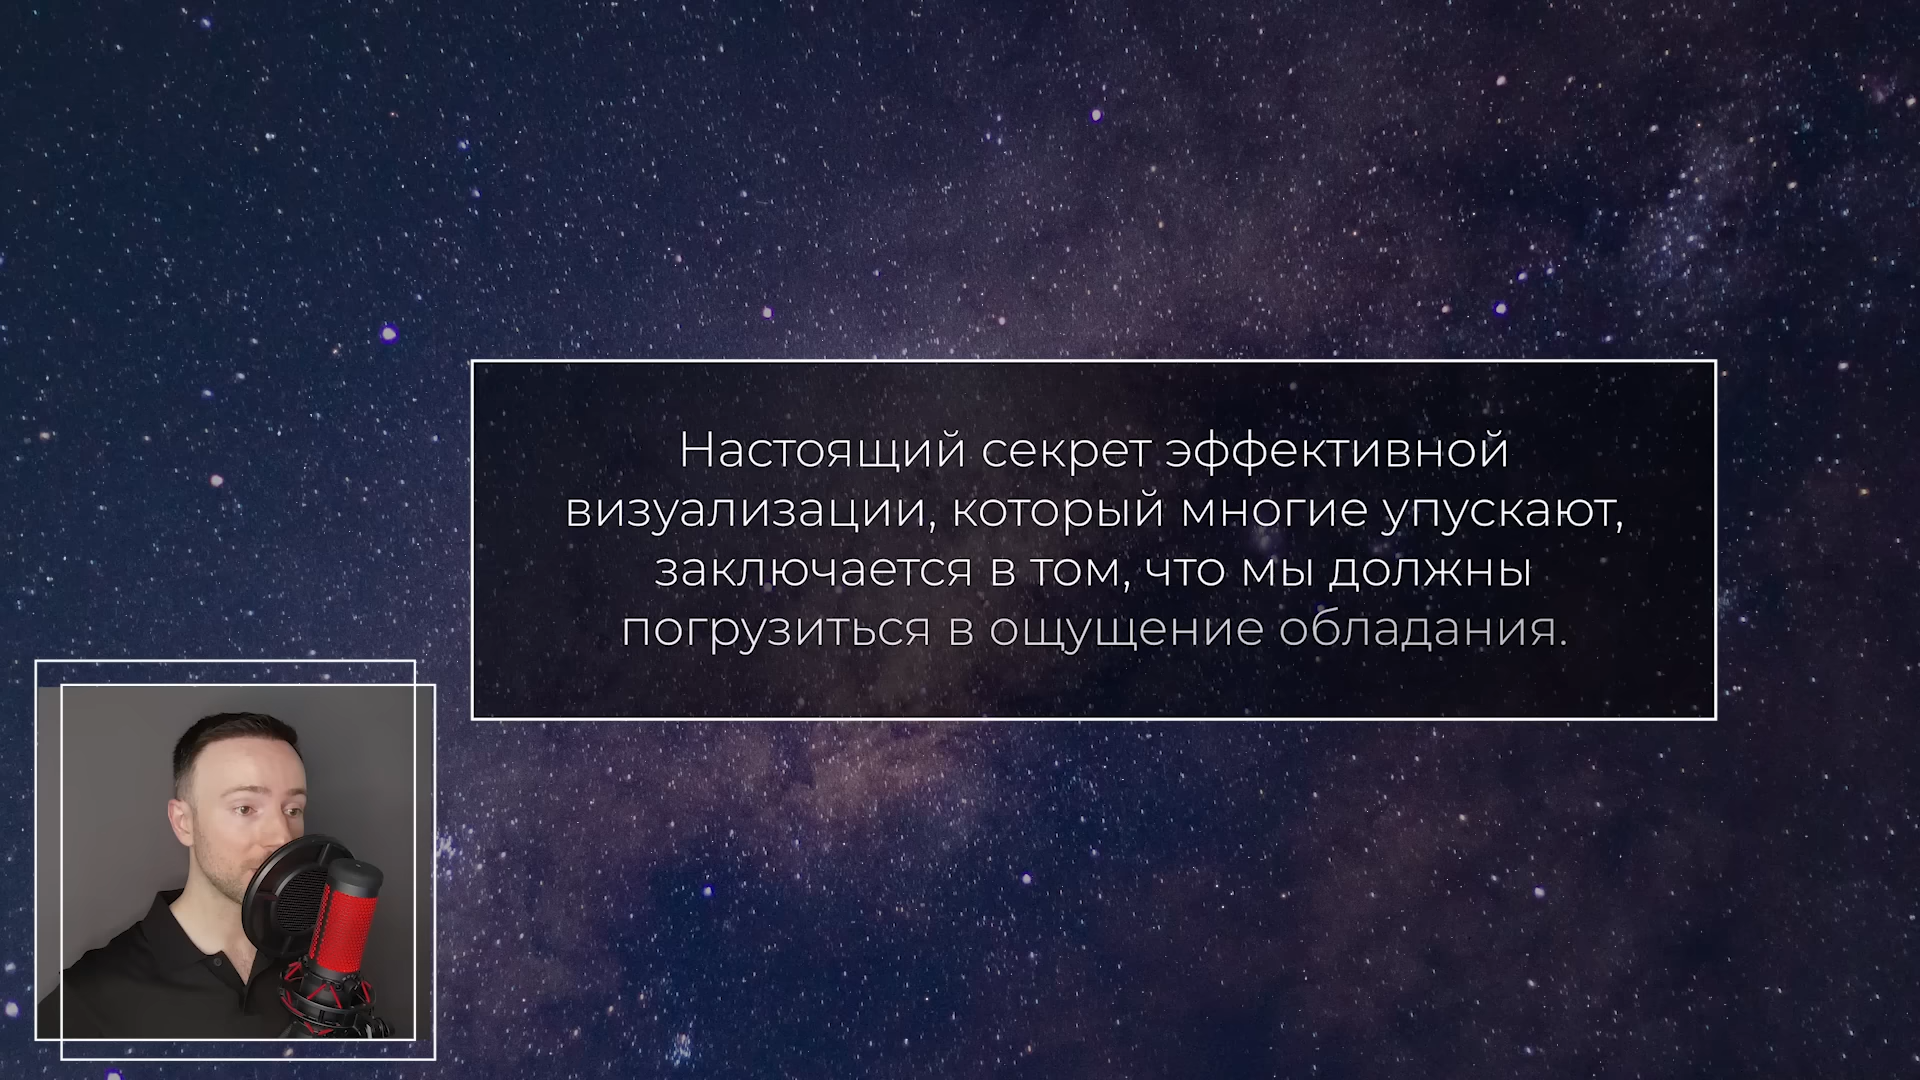 Настоящий секрет эффективной
визуализации, который многие упускают,
заключается в том, что мы должны
погрузиться в ощущение обладания.